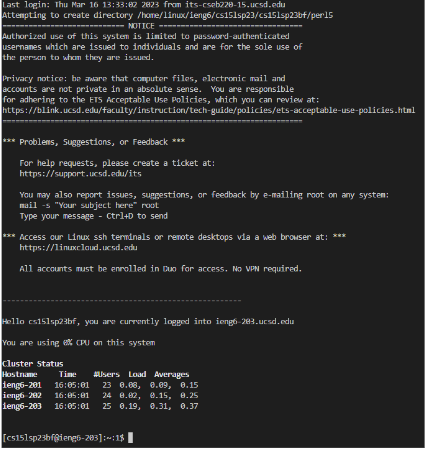 Last login: Thu Mar 16 13:33:02 2023 from its-cseb220-15.ucsd.edu
Attempting to create directory /home/linux/ieng6/cs15lsp23/cs15lsp23bf/perl5
============================ NOTICE =================================
Authorized use of this system is limited to password-authenticated
usernames which are issued to individuals and are for the sole use of
the person to whom they are issued.
Privacy notice: be aware that computer files, electronic mail and
accounts are not private in an absolute sense.  You are responsible
for adhering to the ETS Acceptable Use Policies, which you can review at:
https://blink.ucsd.edu/faculty/instruction/tech-guide/policies/ets-acceptable-use-policies.html
=====================================================================
*** Problems, Suggestions, or Feedback ***
For help requests, please create a ticket at:
https://support.ucsd.edu/its
You may also report issues, suggestions, or feedback by e-mailing root on any system:
mail -s "Your subject here" root
Type your message - Ctrl+D to send
*** Access our Linux ssh terminals or remote desktops via a web browser at: ***
https://linuxcloud.ucsd.edu
All accounts must be enrolled in Duo for access. No VPN required.
-------------------------------------------------------
Hello cs15lsp23bf, you are currently logged into ieng6-203.ucsd.edu
You are using 0% CPU on this system
Cluster Status
Hostname     Time    #Users  Load  Averages
ieng6-201   16:05:01   23  0.08,  0.09,  0.15
ieng6-202   16:05:01   24  0.02,  0.15,  0.25
ieng6-203   16:05:01   25  0.19,  0.31,  0.37
[cs15lsp23bf@ieng6-203]:~:1$